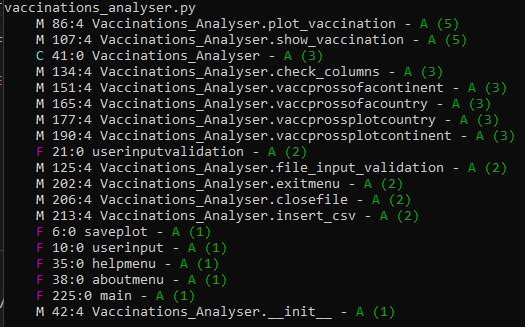 vaccinations_analyser.py
M 86:4 Vaccinations_Analyser.plot_vaccination - A (5)
M 107:4 Vaccinations_Analyser.show_vaccination - A (5)
C 41:0 Vaccinations_Analyser - A (3)
M 134:4 Vaccinations_Analyser.check_columns - A (3)
M 151:4 Vaccinations_Analyser.vaccprossofacontinent - A (3)
M 165:4 Vaccinations_Analyser.vaccprossofacountry - A (3)
M 177:4 Vaccinations_Analyser.vaccprossplotcountry - A (3)
M 190:4 Vaccinations_Analyser.vaccprossplotcontinent - A (3)
F 21:0 userinputvalidation - A (2)
M 125:4 Vaccinations_Analyser.file_input_validation - A (2)
M 202:4 Vaccinations_Analyser.exitmenu - A (2)
M 206:4 Vaccinations_Analyser.closefile - A (2)
M 213:4 Vaccinations_Analyser.insert_csv - A (2)
F 6:0 saveplot - A (1)
F 10:0 userinput - A (1)
F 35:0 helpmenu - A (1)
F 38:0 aboutmenu - A (1)
F 225:0 main - A (1)
M 42:4 Vaccinations_Analyser.__init__ - A (1)